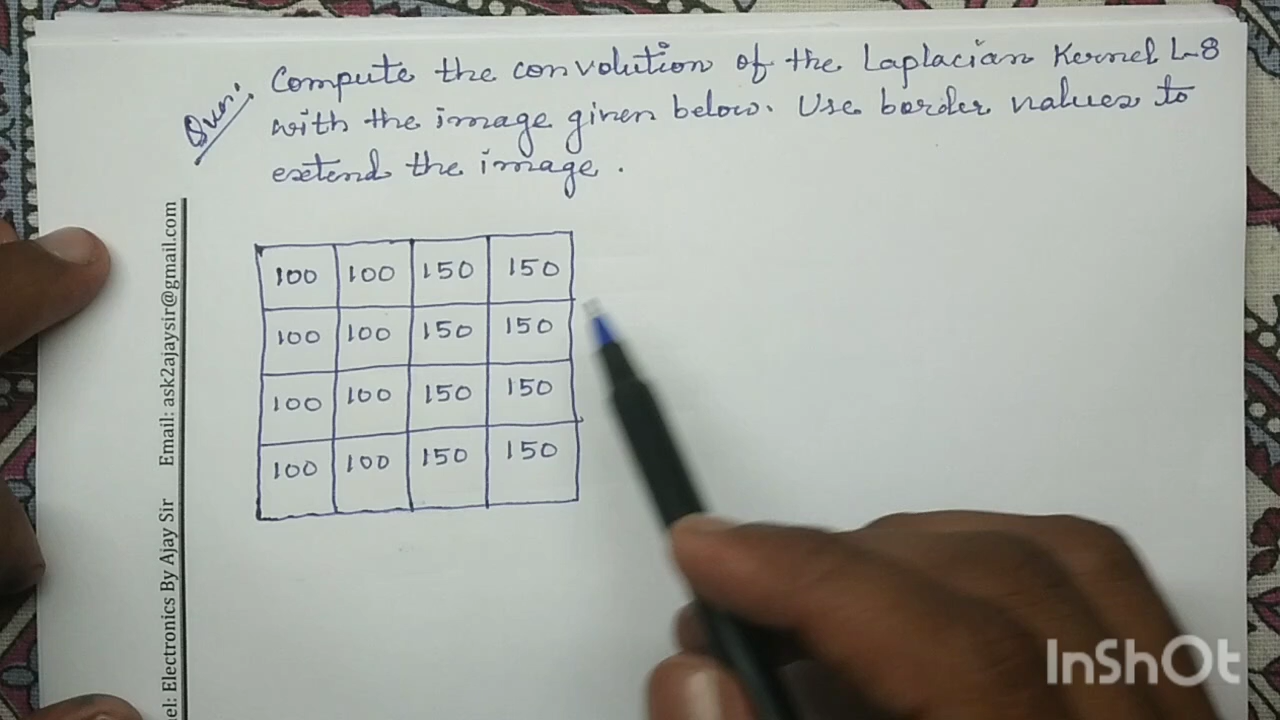 Ques:
Compute the convolution of the Laplacian Kernel L-8
with the image given below. Use border values to
extend the image.
100 100 150 150
100 100 150 150
100 100 150 150
100 100 150 150
nel: Electronics By Ajay Sir Email: ask2ajaysir@gmail.com
InShOt